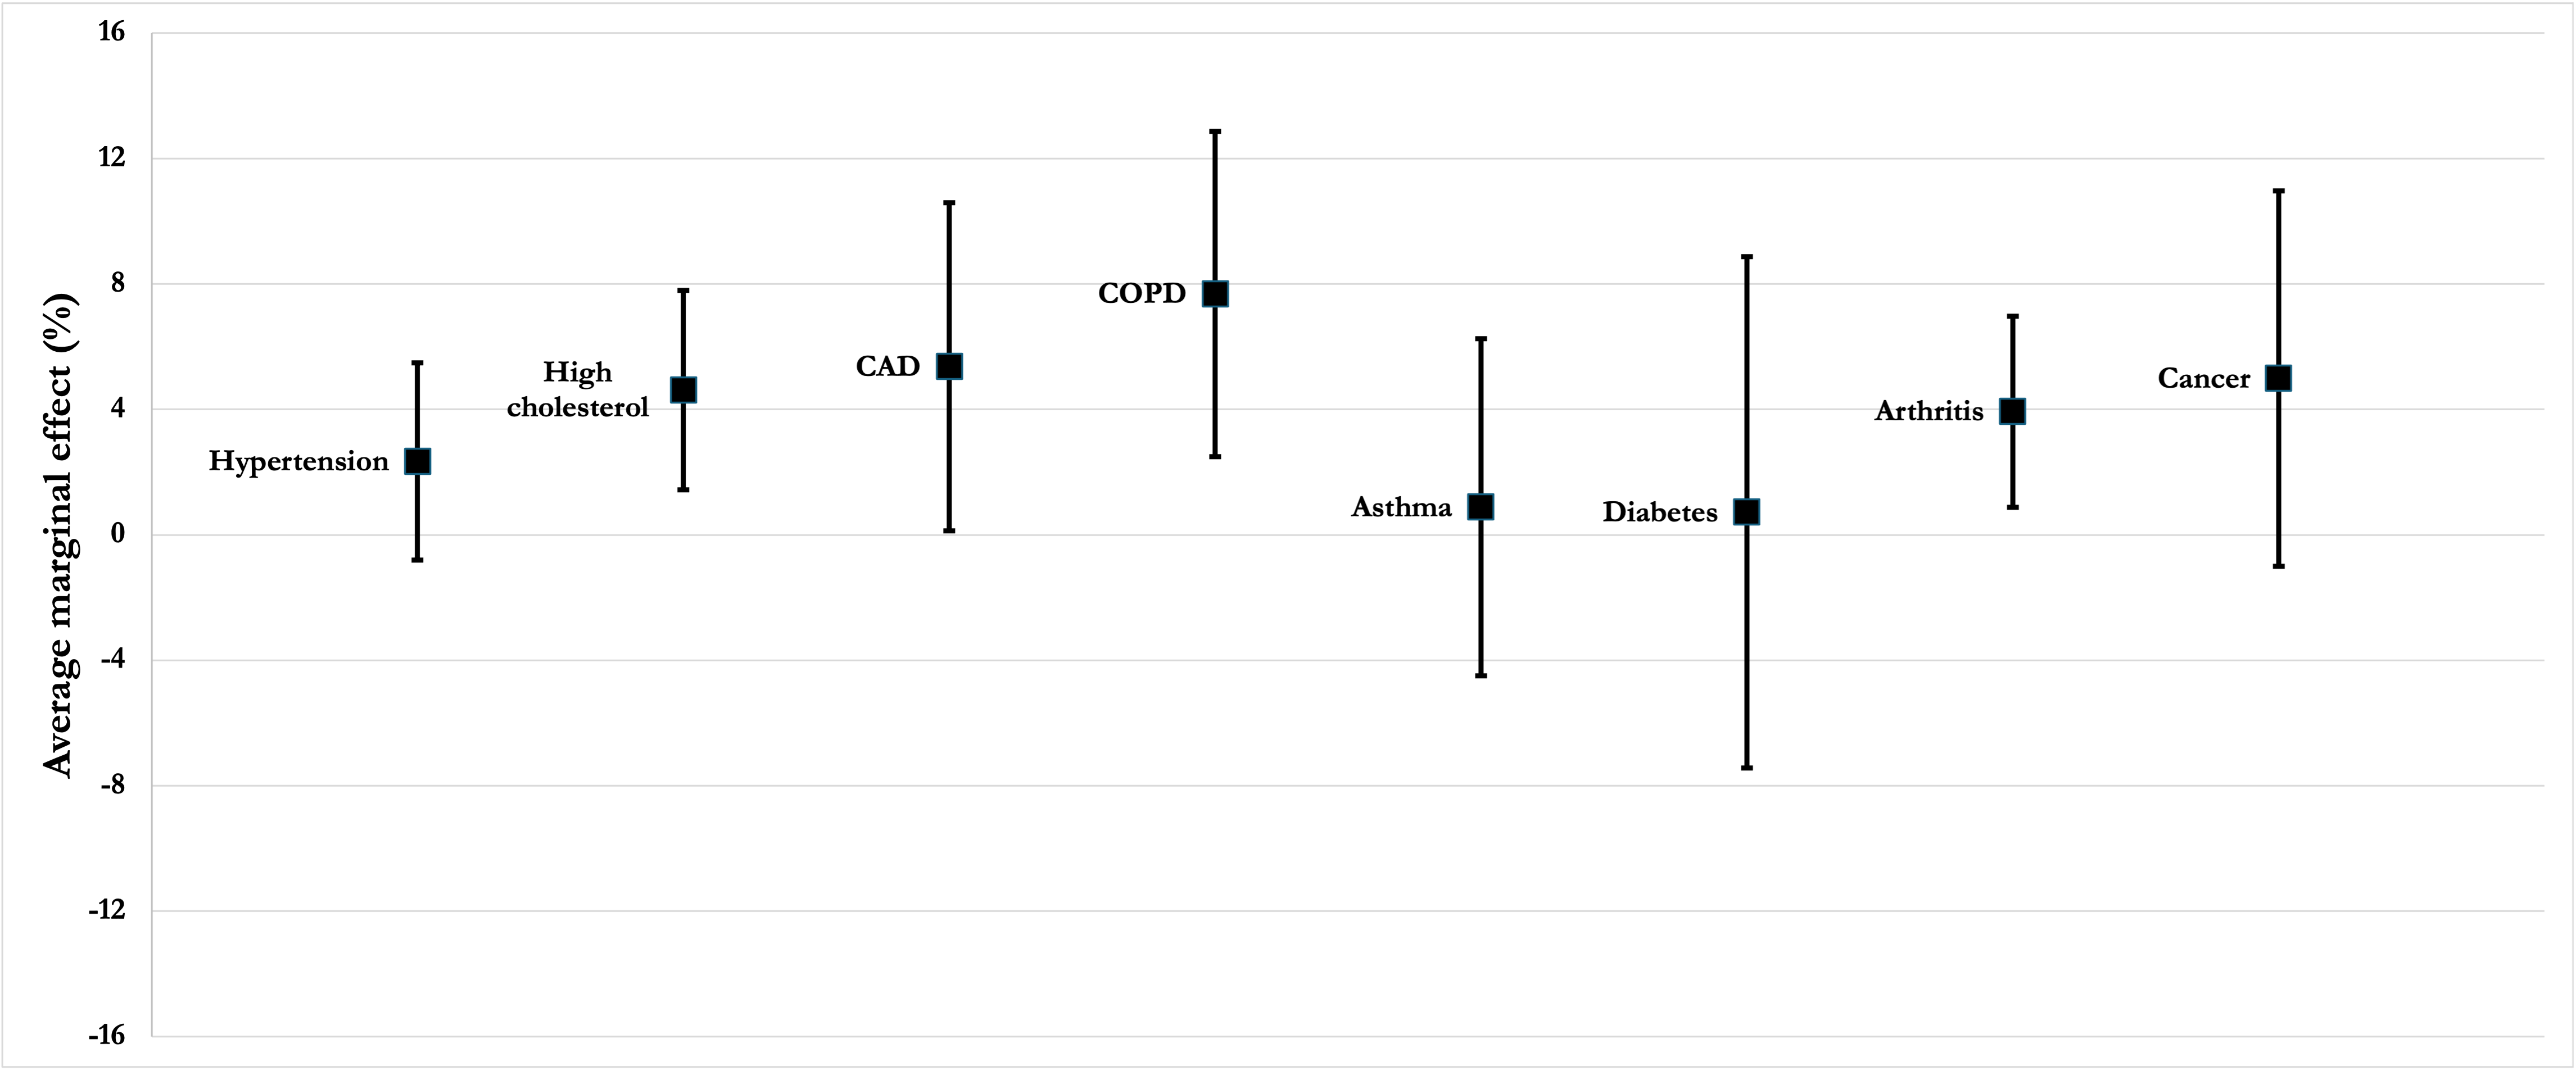 Average marginal effect (%)
16
12
8
4
0
-4
-8
-12
-16
Hypertension
High
cholesterol
CAD
COPD
Asthma
Diabetes
Arthritis
Cancer